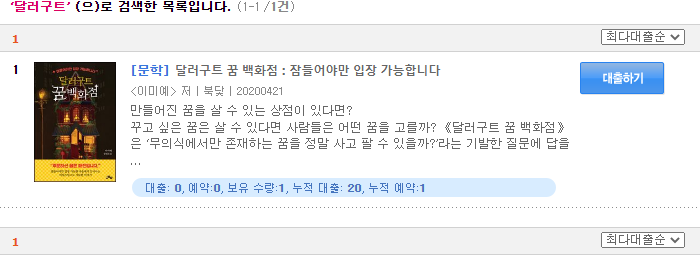 '달러구트' (으)로 검색한 목록입니다. (1-1 /1건)
1
최다대출순
1
달러구트
꿈 백화점
[문학] 달러구트 꿈 백화점 : 잠들어야만 입장 가능합니다
대출하기
<이미예> 저 | 북닻 | 20200421
만들어진 꿈을 살 수 있는 상점이 있다면?
꾸고 싶은 꿈은 살 수 있다면 사람들은 어떤 꿈을 고를까? 《달러구트 꿈 백화점》
은 '무의식에서만 존재하는 꿈을 정말 사고 팔 수 있을까?'라는 기발한 질문에 답을
...
대출: 0, 예약:0, 보유 수량:1, 누적 대출: 20, 누적 예약:1
1
최다대출순